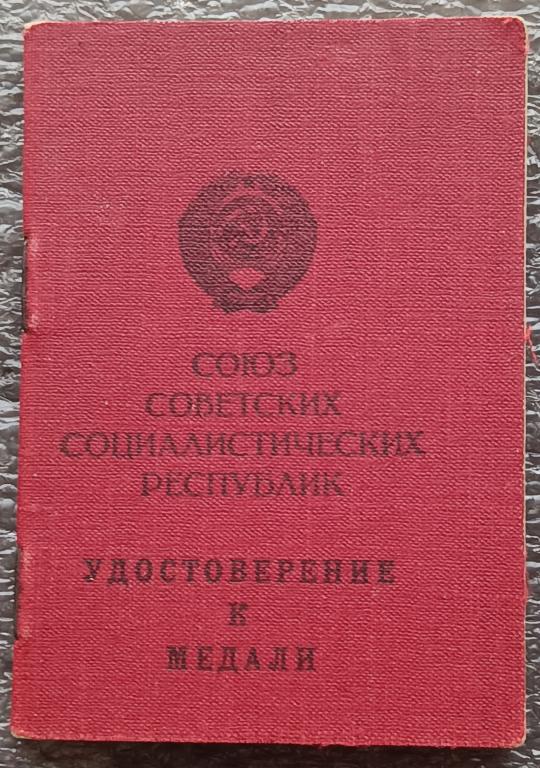 СОЮЗ
СОВЕТСКИХ
СОЦИАЛИСТИЧЕСКИХ
РЕСПУБЛИК
УДОСТОВЕРЕНИЕ
К
МЕДАЛИ